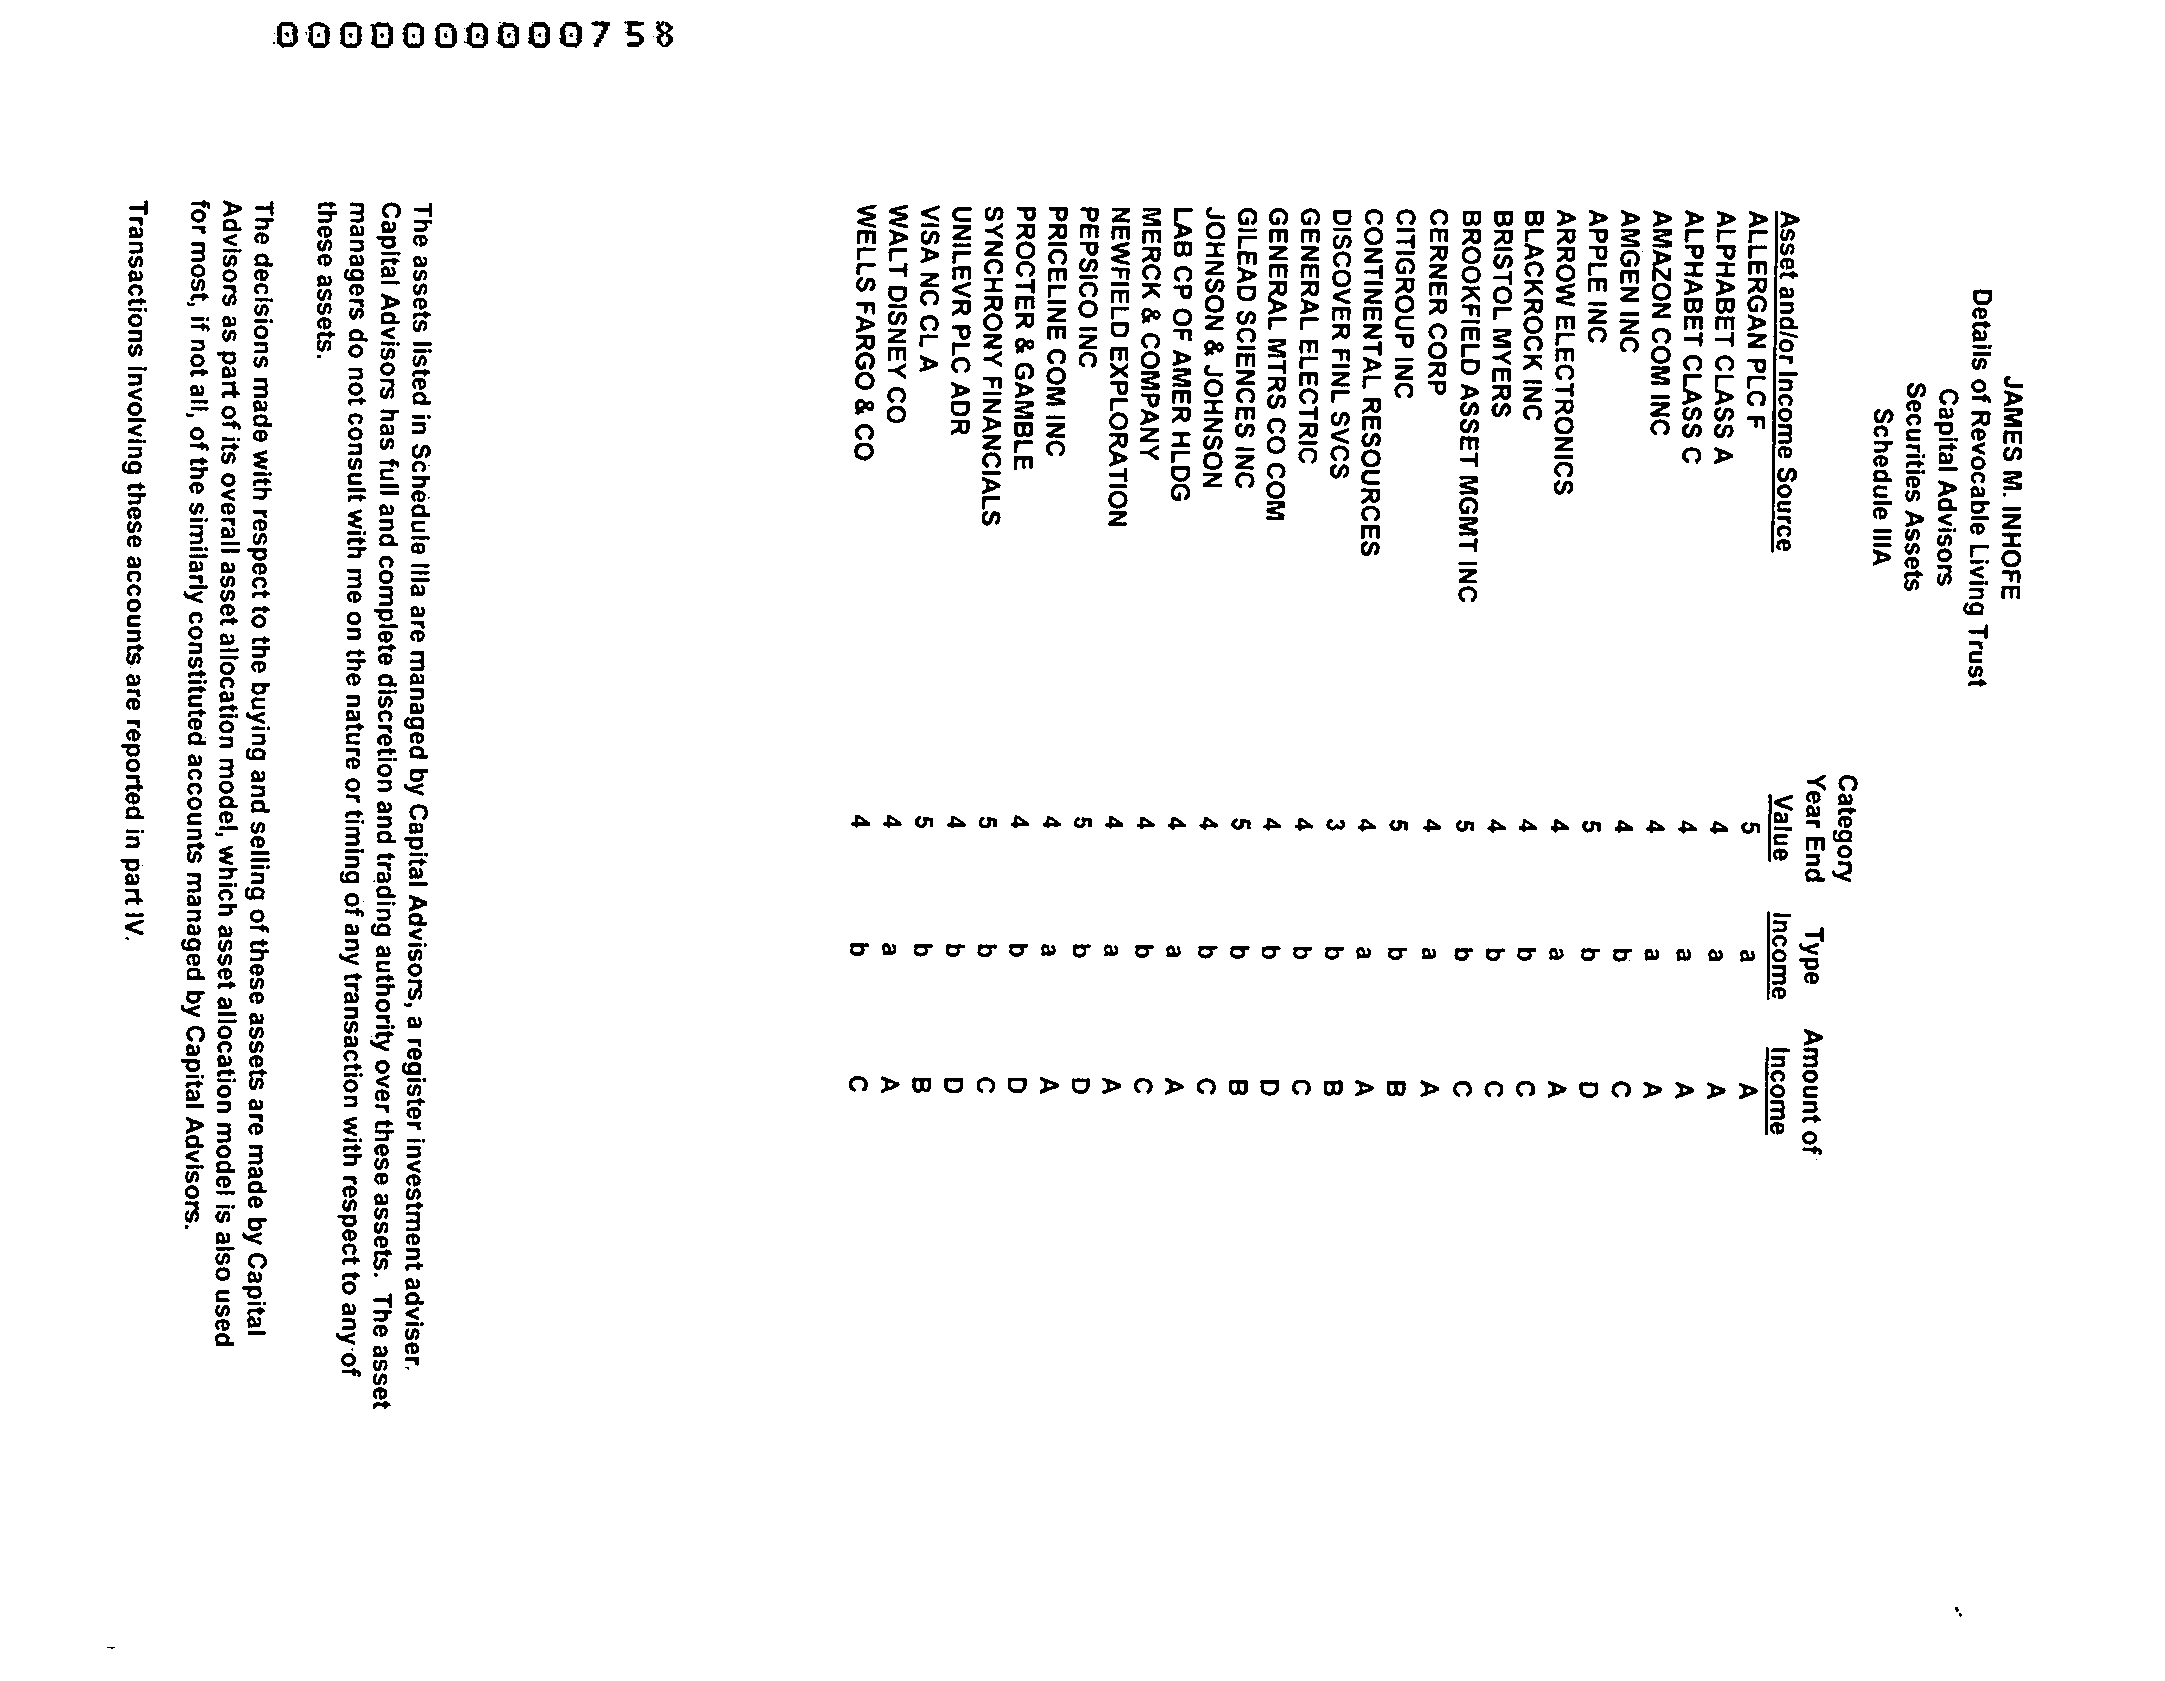 000000000758
JAMES M. INHOFE
Details of Revocable Living Trust
Capital Advisors
Securities Assets
Schedule IIIA
Category
Year End Type Amount of
Asset and/or Income Source Value Income Income
ALLERGAN PLC F 5 a A
ALPHABET CLASS A 4 a A
ALPHABET CLASS C 4 a A
AMAZON COM INC 4 a A
AMGEN INC 4 b C
APPLE INC 5 b D
ARROW ELECTRONICS 4 a A
BLACKROCK INC 4 b C
BRISTOL MYERS 4 b C
BROOKFIELD ASSET MGMT INC 5 b C
CERNER CORP 4 a A
CITIGROUP INC 5 b B
CONTINENTAL RESOURCES 4 a A
DISCOVER FINL SVCS 3 b B
GENERAL ELECTRIC 4 b C
GENERAL MTRS CO COM 4 b D
GILEAD SCIENCES INC 5 b B
JOHNSON & JOHNSON 4 b C
LAB CP OF AMER HLDG 4 a A
MERCK & COMPANY 4 b C
NEWFIELD EXPLORATION 4 a A
PEPSICO INC 5 b D
PRICELINE COM INC 4 a A
PROCTER & GAMBLE 4 b D
SYNCHRONY FINANCIALS 5 b C
UNILEVR PLC ADR 4 b D
VISA NC CL A 5 b B
WALT DISNEY CO 4 a A
WELLS FARGO & CO 4 b C
The assets listed in Schedule IIIa are managed by Capital Advisors, a register investment adviser.
Capital Advisors has full and complete discretion and trading authority over these assets. The asset
managers do not consult with me on the nature or timing of any transaction with respect to any of
these assets.
The decisions made with respect to the buying and selling of these assets are made by Capital
Advisors as part of its overall asset allocation model, which asset allocation model is also used
for most, if not all, of the similarly constituted accounts managed by Capital Advisors.
Transactions involving these accounts are reported in part IV.